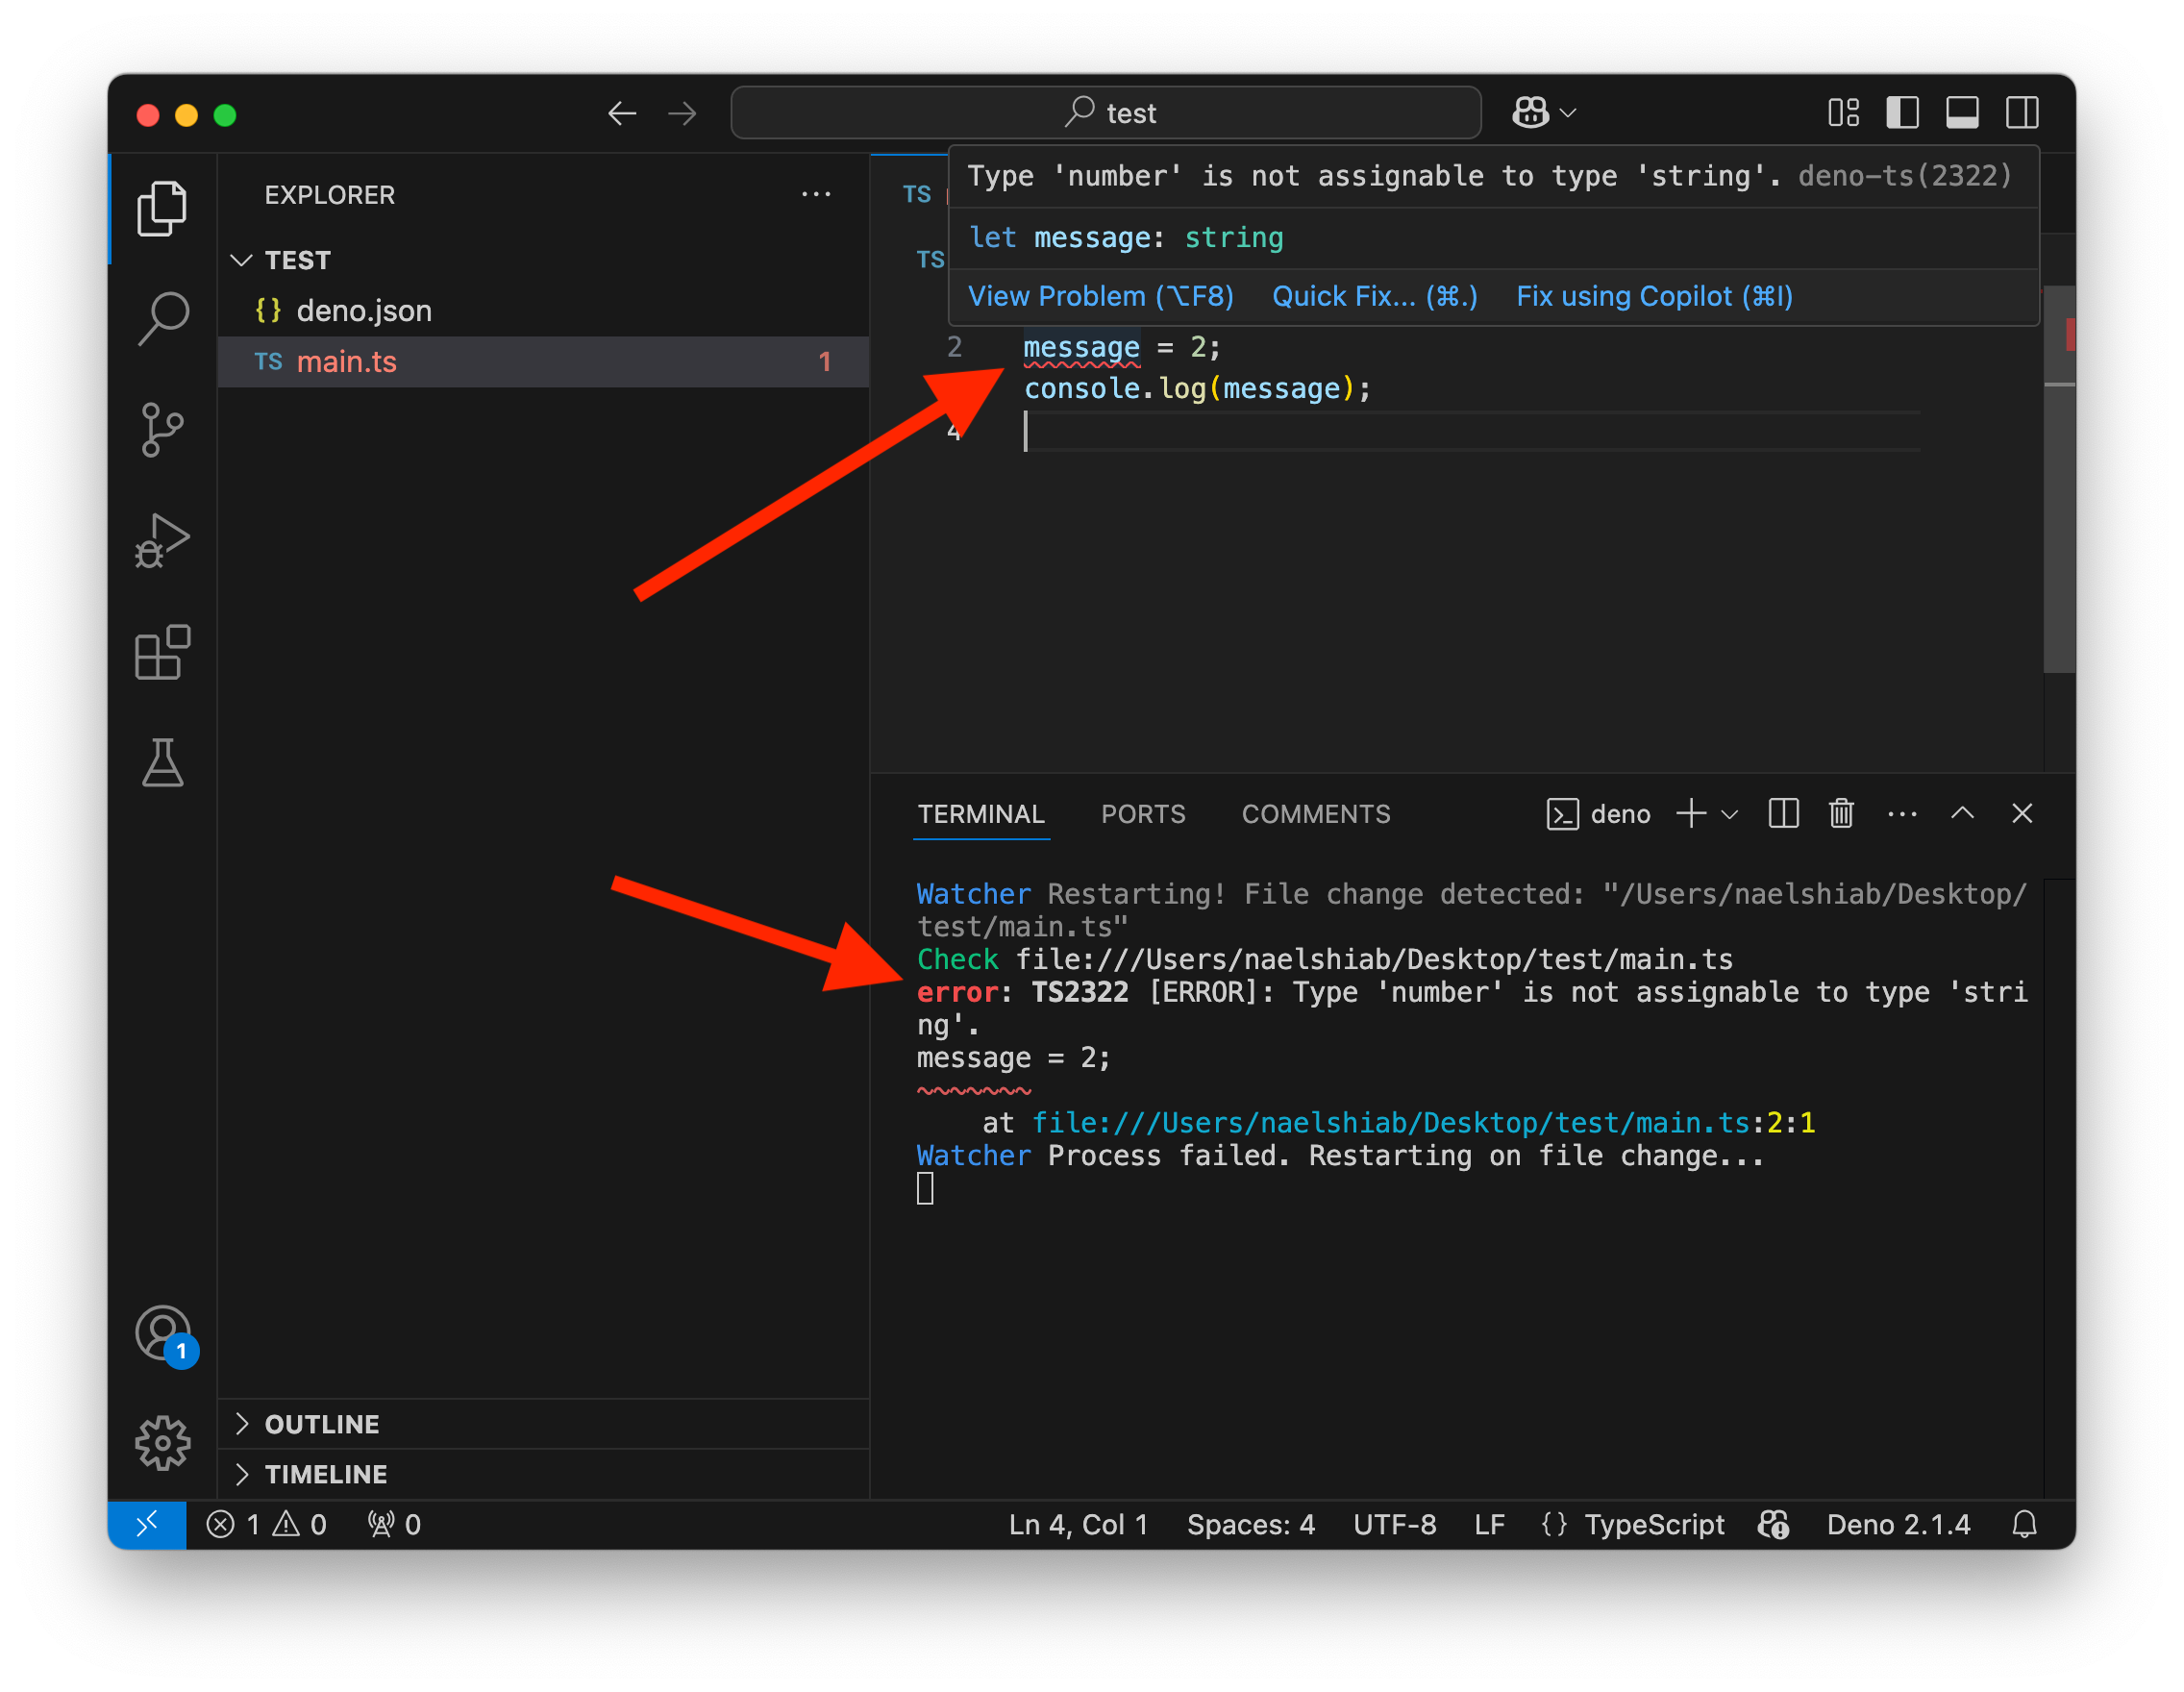 test
EXPLORER
TEST
{} deno.json
TS main.ts 1
OUTLINE
TIMELINE
TS
Type 'number' is not assignable to type 'string'. deno-ts(2322)
let message: string
TS
View Problem (⌥F8) Quick Fix... (⌘.) Fix using Copilot (⌘I)
2 message = 2;
console.log(message);
4
TERMINAL PORTS COMMENTS deno
Watcher Restarting! File change detected: "/Users/naelshiab/Desktop/
test/main.ts"
Check file:///Users/naelshiab/Desktop/test/main.ts
error: TS2322 [ERROR]: Type 'number' is not assignable to type 'stri
ng'.
message = 2;
~~~~~~~
at file:///Users/naelshiab/Desktop/test/main.ts:2:1
Watcher Process failed. Restarting on file change...
1
1 0 0 Ln 4, Col 1 Spaces: 4 UTF-8 LF {} TypeScript Deno 2.1.4